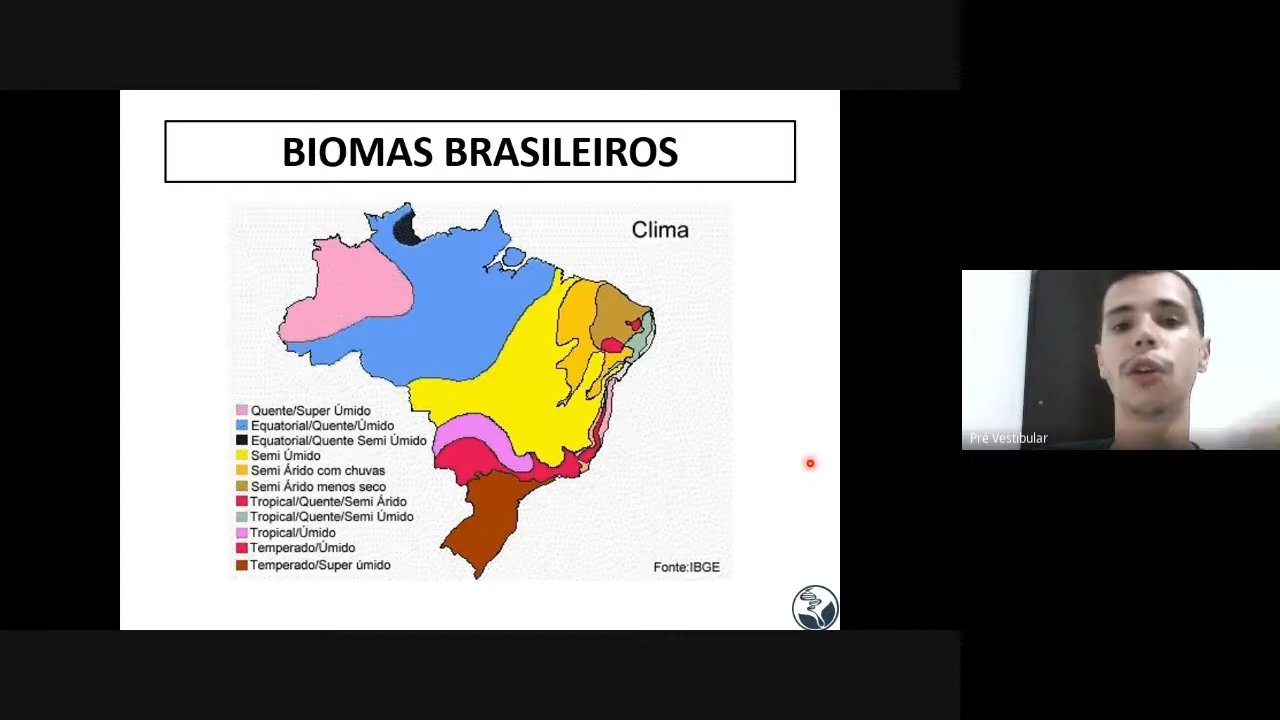 BIOMAS BRASILEIROS
Clima
Quente/Super Úmido
Equatorial/Quente/Úmido
Equatorial/Quente Semi Úmido
Semi Úmido
Semi Árido com chuvas
Semi Árido menos seco
Tropical/Quente/Semi Árido
Tropical/Quente/Semi Úmido
Tropical/Úmido
Temperado/Úmido
Temperado/Super úmido
Fonte:IBGE
Pré Vestibular